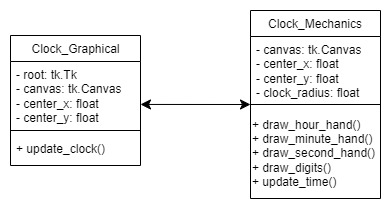 Clock_Graphical
- root: tk.Tk
- canvas: tk.Canvas
- center_x: float
- center_y: float
+ update_clock()
Clock_Mechanics
- canvas: tk.Canvas
- center_x: float
- center_y: float
- clock_radius: float
+ draw_hour_hand()
+ draw_minute_hand()
+ draw_second_hand()
+ draw_digits()
+ update_time()